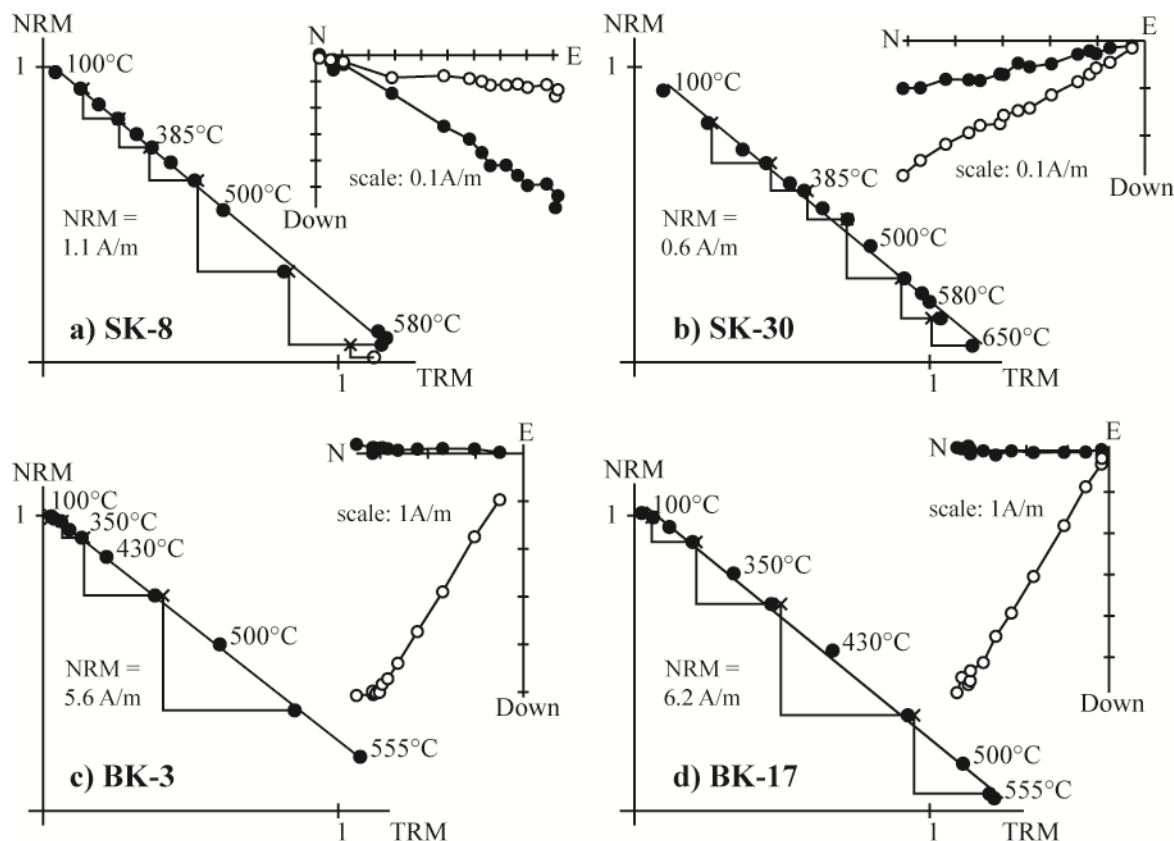 NRM
1
100°C
385°C
500°C
580°C
NRM =
1.1 A/m
a) SK-8
1
TRM
N
E
scale: 0.1A/m
Down
NRM
1
100°C
385°C
500°C
580°C
650°C
NRM =
0.6 A/m
b) SK-30
1
TRM
N
E
scale: 0.1A/m
Down
NRM
1
100°C
350°C
430°C
500°C
555°C
NRM =
5.6 A/m
c) BK-3
1
TRM
N
E
scale: 1A/m
Down
NRM
1
100°C
350°C
430°C
500°C
555°C
NRM =
6.2 A/m
d) BK-17
1
TRM
N
E
scale: 1A/m
Down